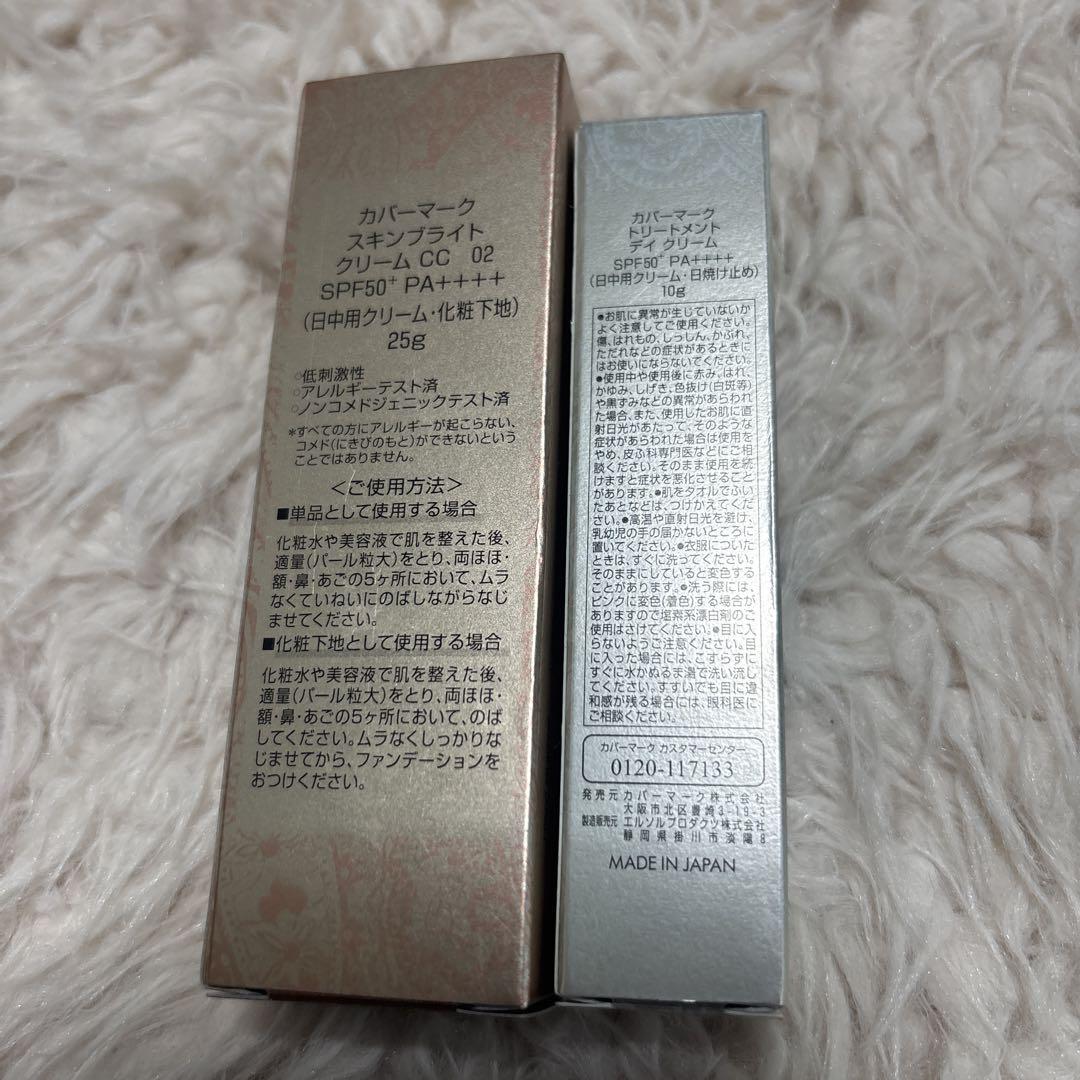 カバーマーク
スキンブライト
クリーム CC 02
SPF50⁺ PA++++
(日中用クリーム・化粧下地)
25g
○低刺激性
○アレルギーテスト済
○ノンコメドジェニックテスト済
*すべての方にアレルギーが起こらない、
コメド(にきびのもと)ができないという
ことではありません。
<ご使用方法>
■単品として使用する場合
化粧水や美容液で肌を整えた後、
適量(パール粒大)をとり、両ほほ・
額・鼻・あごの5ヶ所において、ムラ
なくていねいにのばしながらなじ
ませてください。
■化粧下地として使用する場合
化粧水や美容液で肌を整えた後、
適量(パール粒大)をとり、両ほほ・
額・鼻・あごの5ヶ所において、のば
してください。ムラなくしっかりな
じませてから、ファンデーションを
おつけください。
カバーマーク
トリートメント
デイ クリーム
SPF50⁺ PA++++
(日中用クリーム・日焼け止め)
10g
●お肌に異常が生じていないか
よく注意してご使用ください。
傷、はれもの、しっしん、かぶれ、
ただれなどの症状があるときに
はお使いにならないでください。
●使用中や使用後に赤み、はれ、
かゆみ、しげき、色抜け(白斑等)
や黒ずみなどの異常があらわれ
た場合、また、使用したお肌に直
射日光があたって、そのような
症状があらわれた場合は使用を
やめ、皮ふ科専門医などにご相
談ください。そのまま使用を続
けますと症状を悪化させること
があります。●肌をタオルでふい
たあとなどは、つけかえてくだ
さい。●高温や直射日光を避け、
乳幼児の手の届かないところに
置いてください。●衣服についた
ときは、すぐに洗ってください。
そのままにしていると変色する
ことがあります。●洗う際には、
ピンクに変色(着色)する場合が
ありますので塩素系漂白剤のご
使用はさけてください。●目に入
らないようご注意ください。目
に入った場合には、こすらずに
すぐに水かぬるま湯で洗い流し
てください。すすいでも目に違
和感が残る場合には、眼科医に
ご相談ください。
カバーマーク カスタマーセンター
0120-117133
発売元 カバーマーク株式会社
大阪市北区豊崎3-19-3
製造販売元 エルソルプロダクツ株式会社
静岡県掛川市淡陽8
MADE IN JAPAN